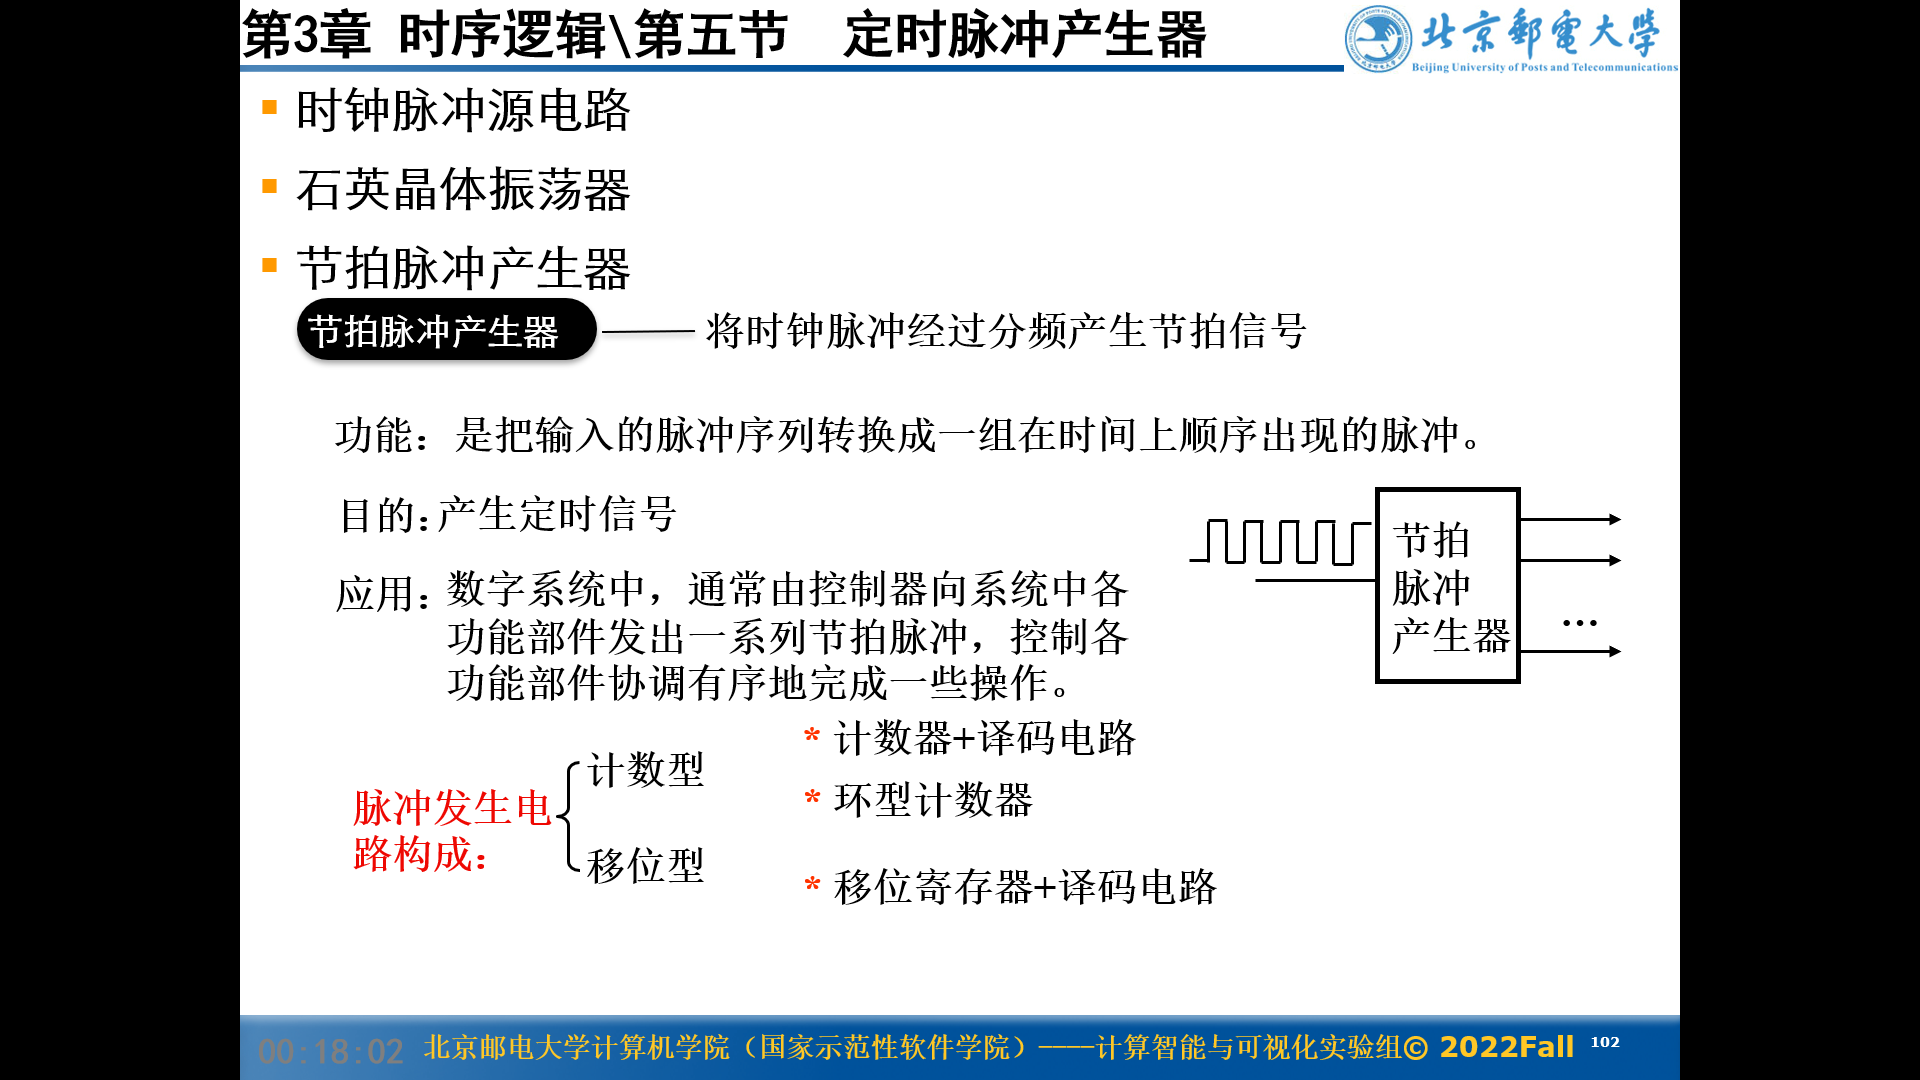 第3章 时序逻辑\第五节 定时脉冲产生器
北京郵電大學
Beijing University of Posts and Telecommunications
时钟脉冲源电路
石英晶体振荡器
节拍脉冲产生器
节拍脉冲产生器
将时钟脉冲经过分频产生节拍信号
功能：是把输入的脉冲序列转换成一组在时间上顺序出现的脉冲。
目的：产生定时信号
应用：数字系统中，通常由控制器向系统中各
功能部件发出一系列节拍脉冲，控制各
功能部件协调有序地完成一些操作。
节拍
脉冲
产生器
…
脉冲发生电
路构成：
计数型
移位型
* 计数器+译码电路
* 环型计数器
* 移位寄存器+译码电路
00:18:02
北京邮电大学计算机学院（国家示范性软件学院）————计算智能与可视化实验组© 2022Fall
102